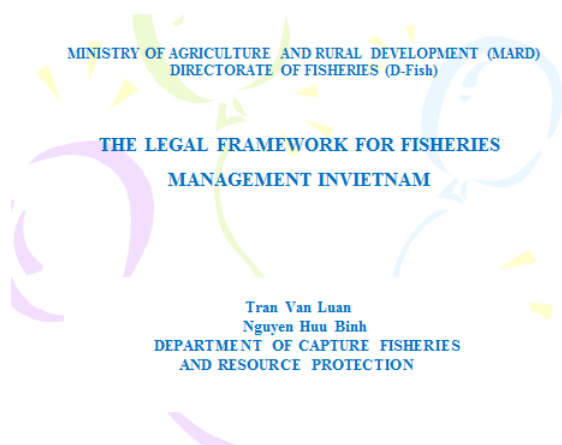 MINISTRY OF AGRICULTURE AND RURAL DEVELOPMENT (MARD)
DIRECTORATE OF FISHERIES (D-Fish)
THE LEGAL FRAMEWORK FOR FISHERIES
MANAGEMENT INVIETNAM
Tran Van Luan
Nguyen Huu Binh
DEPARTMENT OF CAPTURE FISHERIES
AND RESOURCE PROTECTION